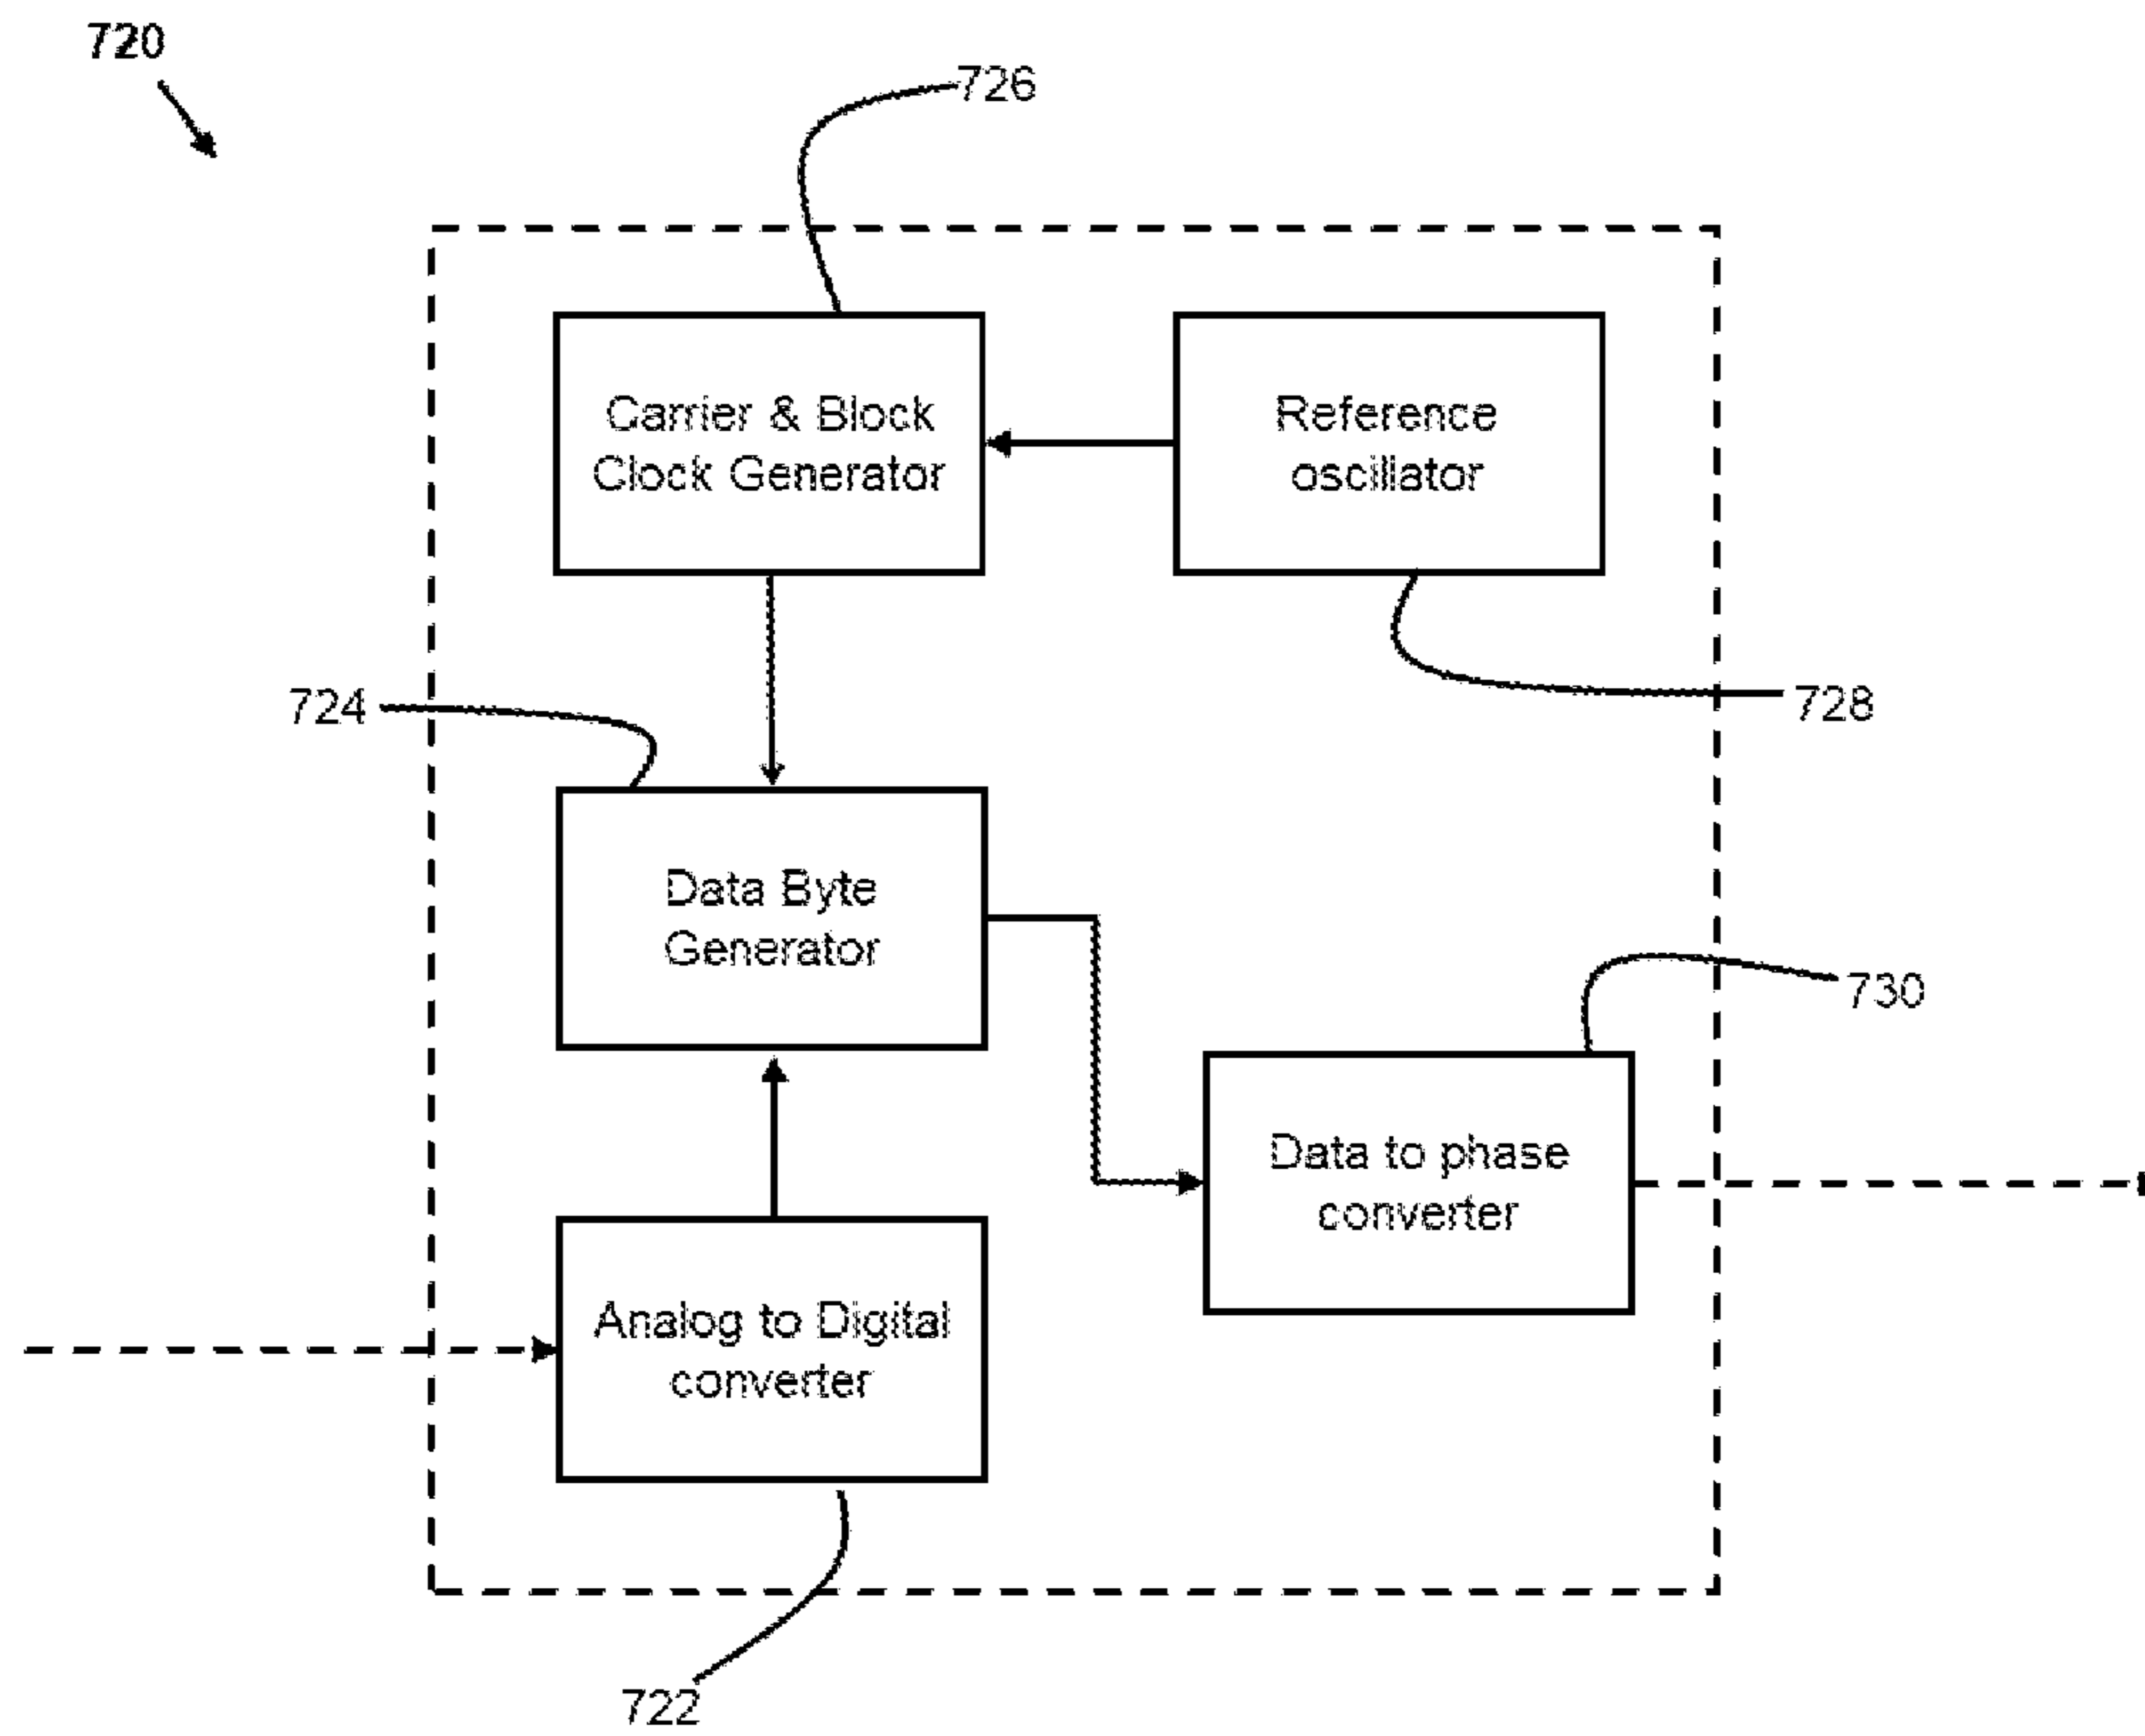 720
726
Carrier & Block
Clock Generator
Reference
oscillator
724
728
Data Byte
Generator
730
Data to phase
converter
Analog to Digital
converter
722